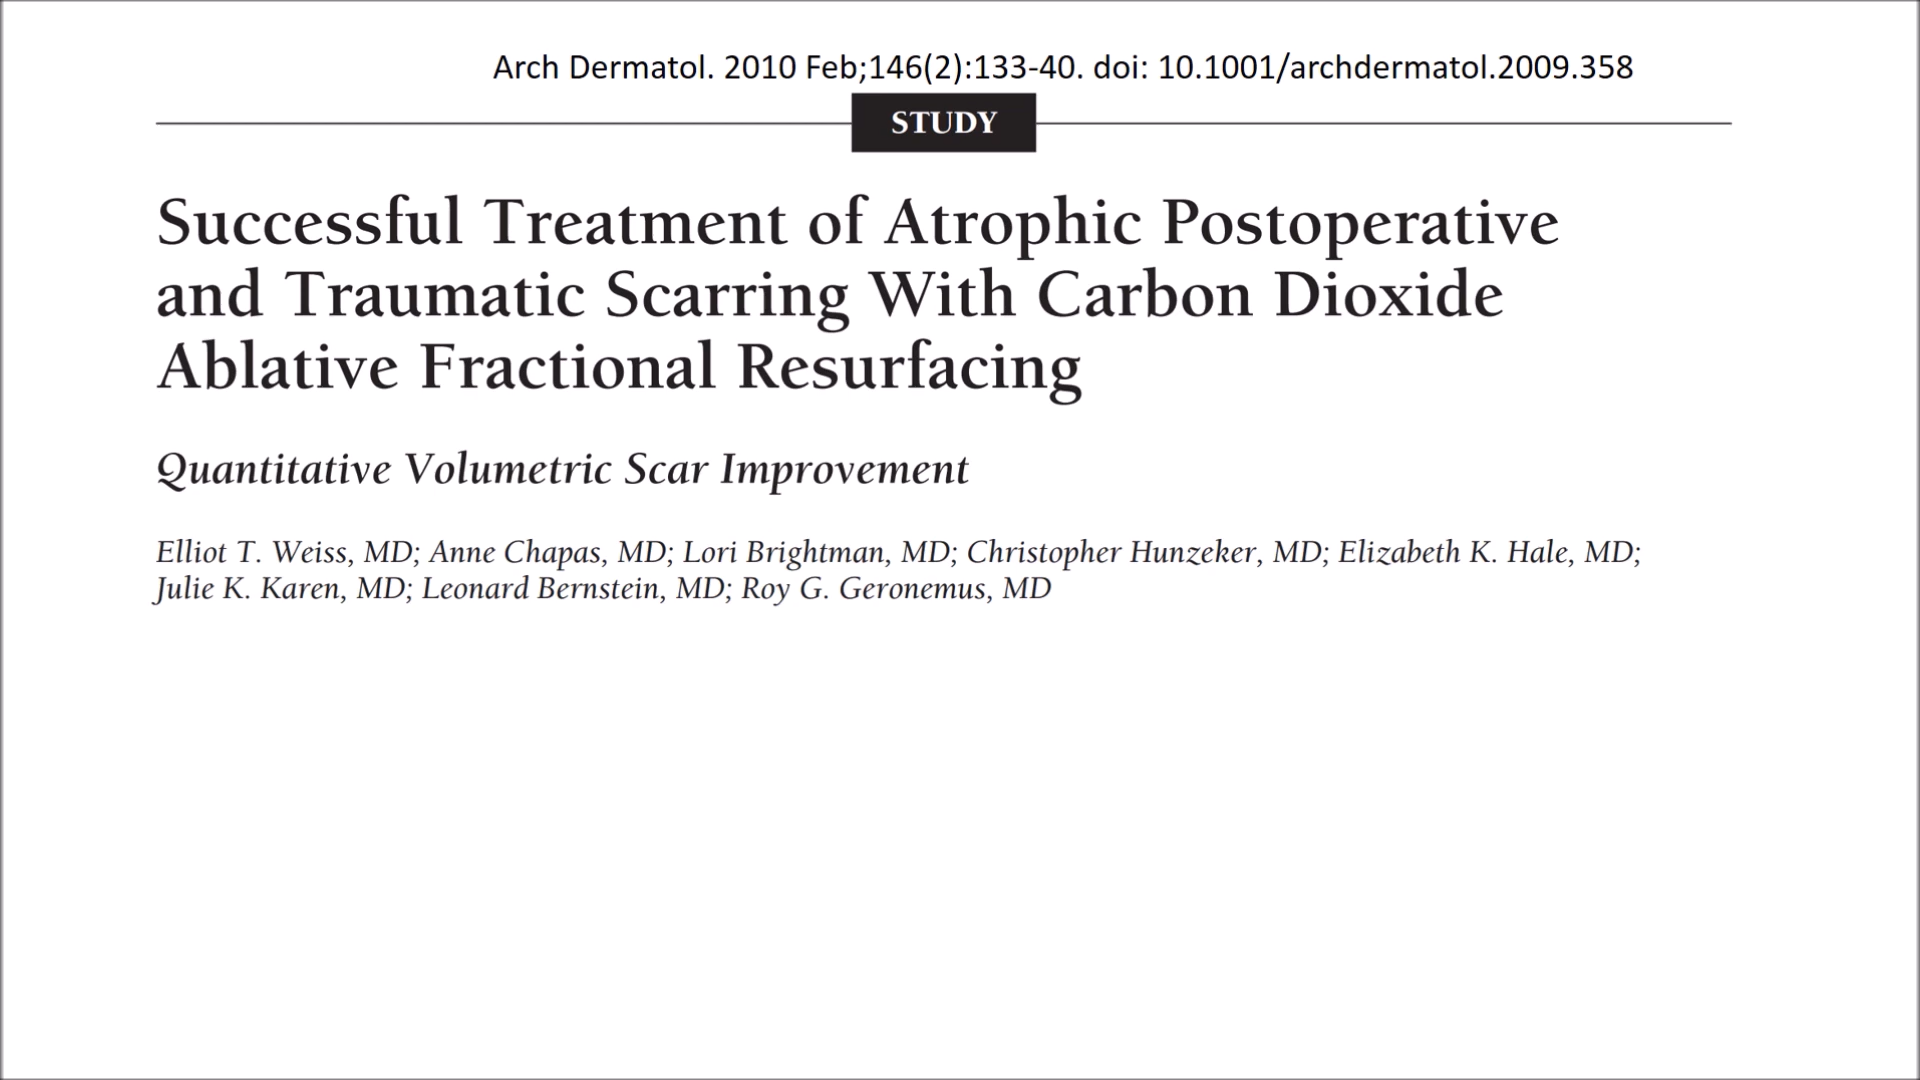 Arch Dermatol. 2010 Feb;146(2):133-40. doi: 10.1001/archdermatol.2009.358
STUDY
Successful Treatment of Atrophic Postoperative
and Traumatic Scarring With Carbon Dioxide
Ablative Fractional Resurfacing
Quantitative Volumetric Scar Improvement
Elliot T. Weiss, MD; Anne Chapas, MD; Lori Brightman, MD; Christopher Hunzeker, MD; Elizabeth K. Hale, MD;
Julie K. Karen, MD; Leonard Bernstein, MD; Roy G. Geronemus, MD